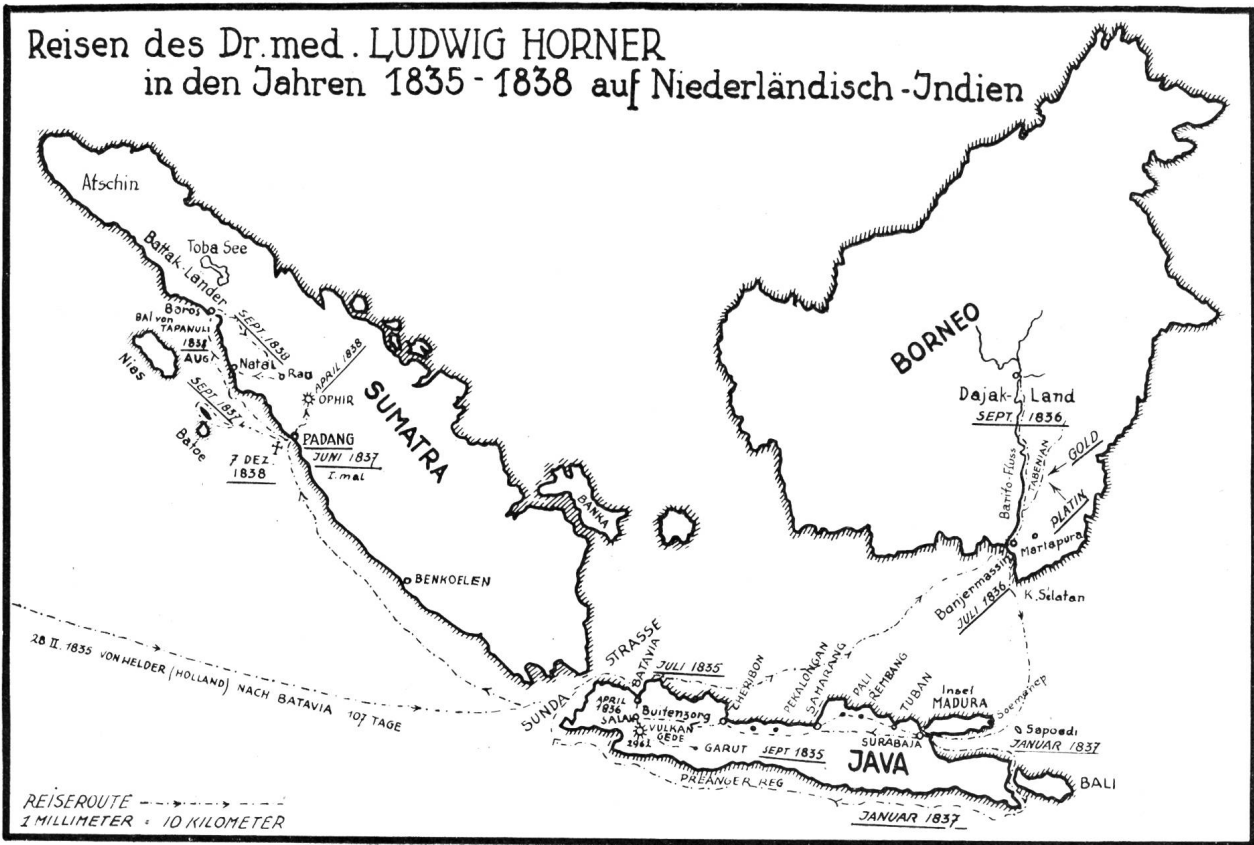 Reisen des Dr. med. LUDWIG HORNER
in den Jahren 1835-1838 auf Niederländisch-Indien
Atschin
Toba See
Battak-Länder
Boros
BAI von
TAPANULI
1838
AUG
SEPT 1838
Nias
Natal
Rau
APRIL 1838
OPHIR
SEPT 1837
Batoe
PADANG
JUNI 1837
I. mal
7 DEZ.
1838
SUMATRA
BANKA
BENKOELEN
BORNEO
Dajak-Land
SEPT. 1836
GOLD
TABENIAN
Barito-Fluss
PLATIN
Martapura
Banjermassin
JULI 1836
K. Selatan
28 II. 1835 VON HELDER (HOLLAND) NACH BATAVIA 107 TAGE
SUNDA STRASSE
BATAVIA
JULI 1835
CHERIBON
PEKALONGAN
SAMARANG
PALI
REMBANG
TUBAN
Insel
MADURA
Soemanep
APRIL
1836
SALAK
Buitenzorg
VULKAN
GEDE
2962
GARUT
SEPT 1835
SURABAJA
Sapoedi
JANUAR 1837
JAVA
PREANGER REG
BALI
JANUAR 1837
REISEROUTE
1 MILLIMETER = 10 KILOMETER